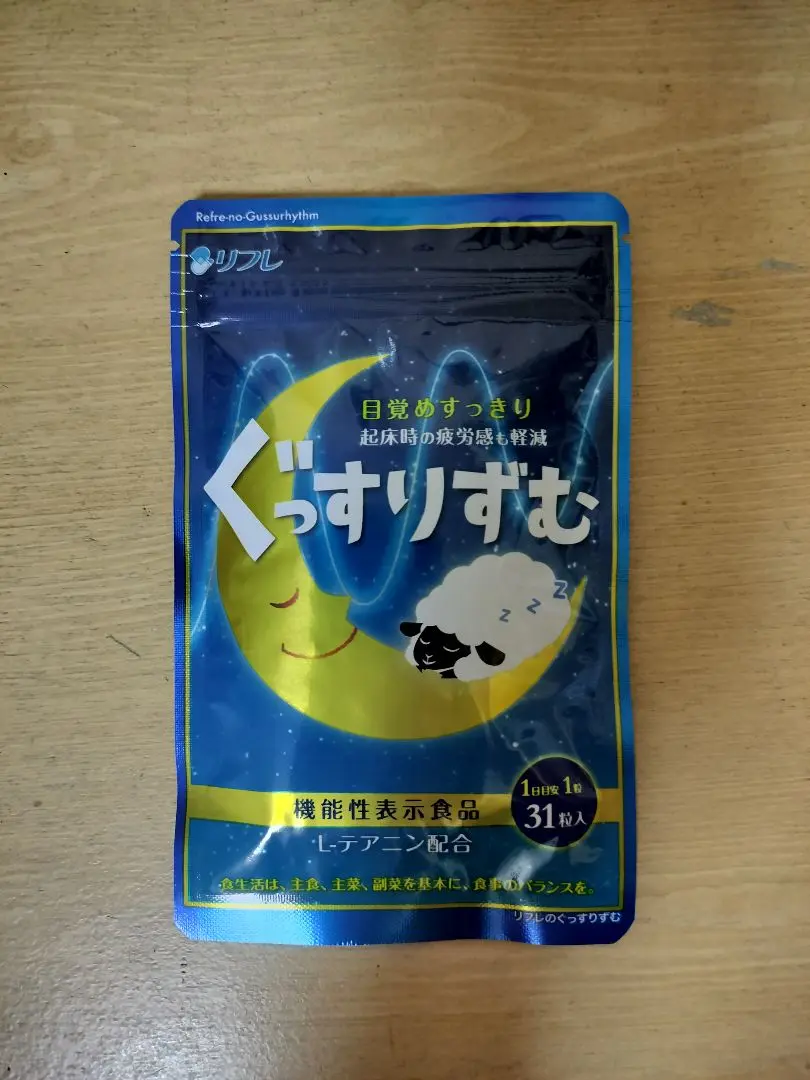 Refre-no-Gussurhythm
リフレ
目覚めすっきり
起床時の疲労感も軽減
ぐっすりずむ
z z z
1日目安 1粒
31粒入
機能性表示食品
L-テアニン配合
食生活は、主食、主菜、副菜を基本に、食事のバランスを。
リフレのぐっすりずむ